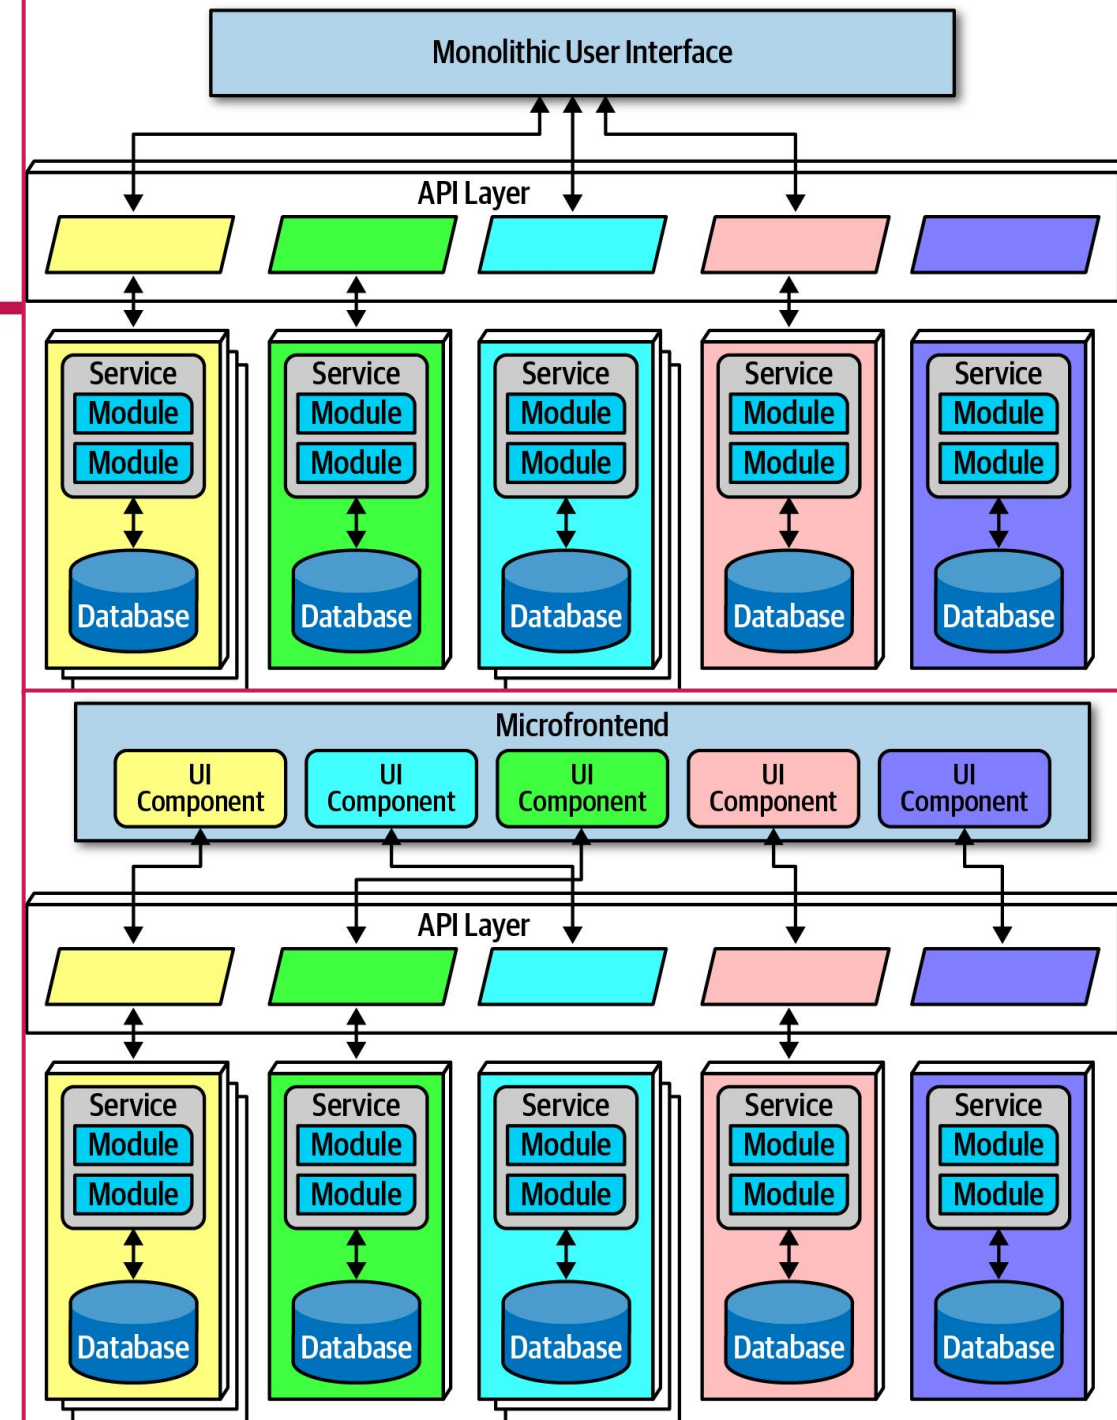 Monolithic User Interface
API Layer
Service Service Service Service Service
Module Module Module Module Module
Module Module Module Module Module
Database Database Database Database Database
Microfrontend
UI UI UI UI UI
Component Component Component Component Component
API Layer
Service Service Service Service Service
Module Module Module Module Module
Module Module Module Module Module
Database Database Database Database Database